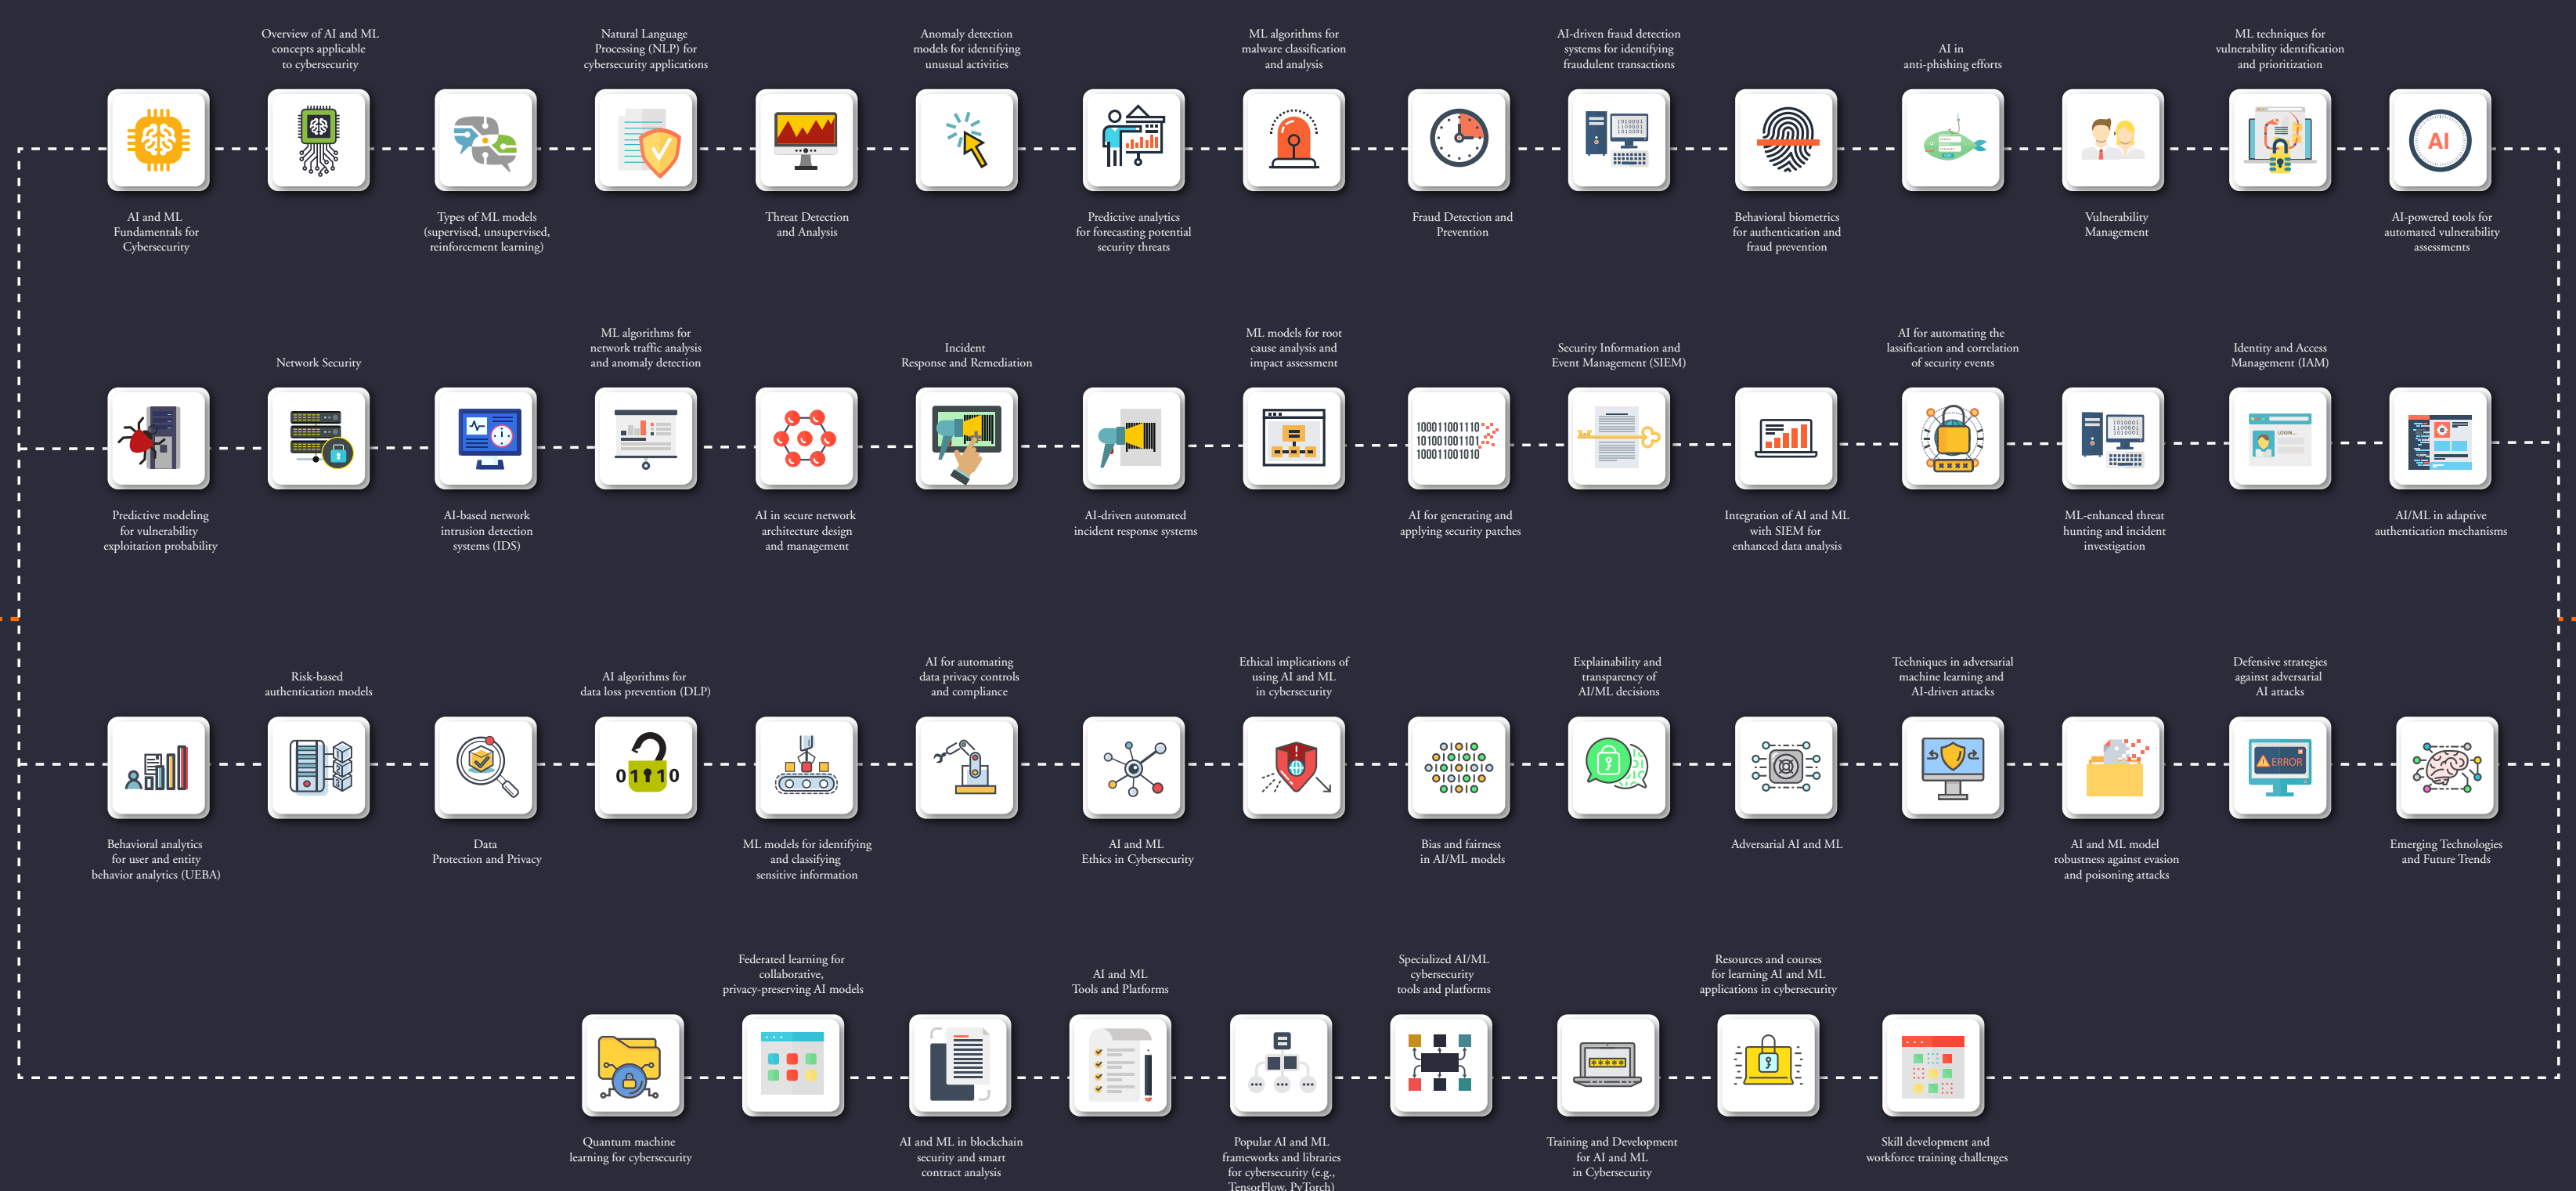 Overview of AI and ML
concepts applicable
to cybersecurity
Natural Language
Processing (NLP) for
cybersecurity applications
Anomaly detection
models for identifying
unusual activities
ML algorithms for
malware classification
and analysis
AI-driven fraud detection
systems for identifying
fraudulent transactions
AI in
anti-phishing efforts
ML techniques for
vulnerability identification
and prioritization
1010001
1100001
1010001
AI
AI and ML
Fundamentals for
Cybersecurity
Types of ML models
(supervised, unsupervised,
reinforcement learning)
Threat Detection
and Analysis
Predictive analytics
for forecasting potential
security threats
Fraud Detection and
Prevention
Behavioral biometrics
for authentication and
fraud prevention
Vulnerability
Management
AI-powered tools for
automated vulnerability
assessments
Network Security
ML algorithms for
network traffic analysis
and anomaly detection
Incident
Response and Remediation
ML models for root
cause analysis and
impact assessment
Security Information and
Event Management (SIEM)
AI for automating the
lassification and correlation
of security events
Identity and Access
Management (IAM)
100011001110
101001001101
100011001010
1010001
1100001
1010001
LOGIN...
Predictive modeling
for vulnerability
exploitation probability
AI-based network
intrusion detection
systems (IDS)
AI in secure network
architecture design
and management
AI-driven automated
incident response systems
AI for generating and
applying security patches
Integration of AI and ML
with SIEM for
enhanced data analysis
ML-enhanced threat
hunting and incident
investigation
AI/ML in adaptive
authentication mechanisms
Risk-based
authentication models
AI algorithms for
data loss prevention (DLP)
AI for automating
data privacy controls
and compliance
Ethical implications of
using AI and ML
in cybersecurity
Explainability and
transparency of
AI/ML decisions
Techniques in adversarial
machine learning and
AI-driven attacks
Defensive strategies
against adversarial
AI attacks
01110
ERROR
Behavioral analytics
for user and entity
behavior analytics (UEBA)
Data
Protection and Privacy
ML models for identifying
and classifying
sensitive information
AI and ML
Ethics in Cybersecurity
Bias and fairness
in AI/ML models
Adversarial AI and ML
AI and ML model
robustness against evasion
and poisoning attacks
Emerging Technologies
and Future Trends
Federated learning for
collaborative,
privacy-preserving AI models
AI and ML
Tools and Platforms
Specialized AI/ML
cybersecurity
tools and platforms
Resources and courses
for learning AI and ML
applications in cybersecurity
Quantum machine
learning for cybersecurity
AI and ML in blockchain
security and smart
contract analysis
Popular AI and ML
frameworks and libraries
for cybersecurity (e.g.,
TensorFlow, PyTorch)
Training and Development
for AI and ML
in Cybersecurity
Skill development and
workforce training challenges